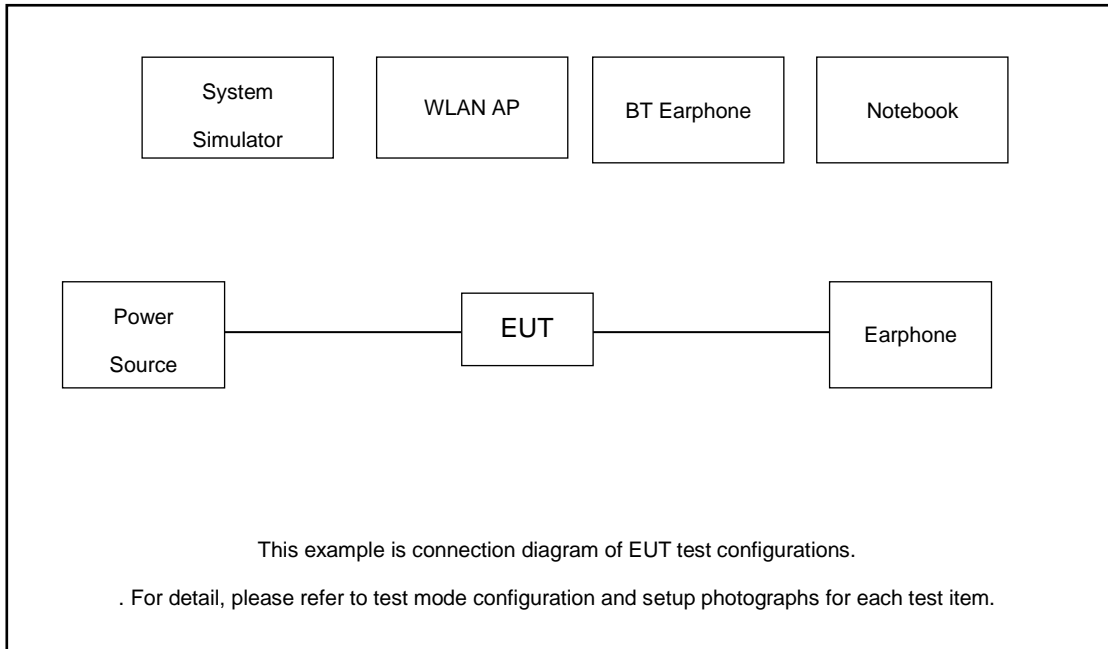 System
Simulator
WLAN AP
BT Earphone
Notebook
Power
Source
EUT
Earphone
This example is connection diagram of EUT test configurations.
. For detail, please refer to test mode configuration and setup photographs for each test item.